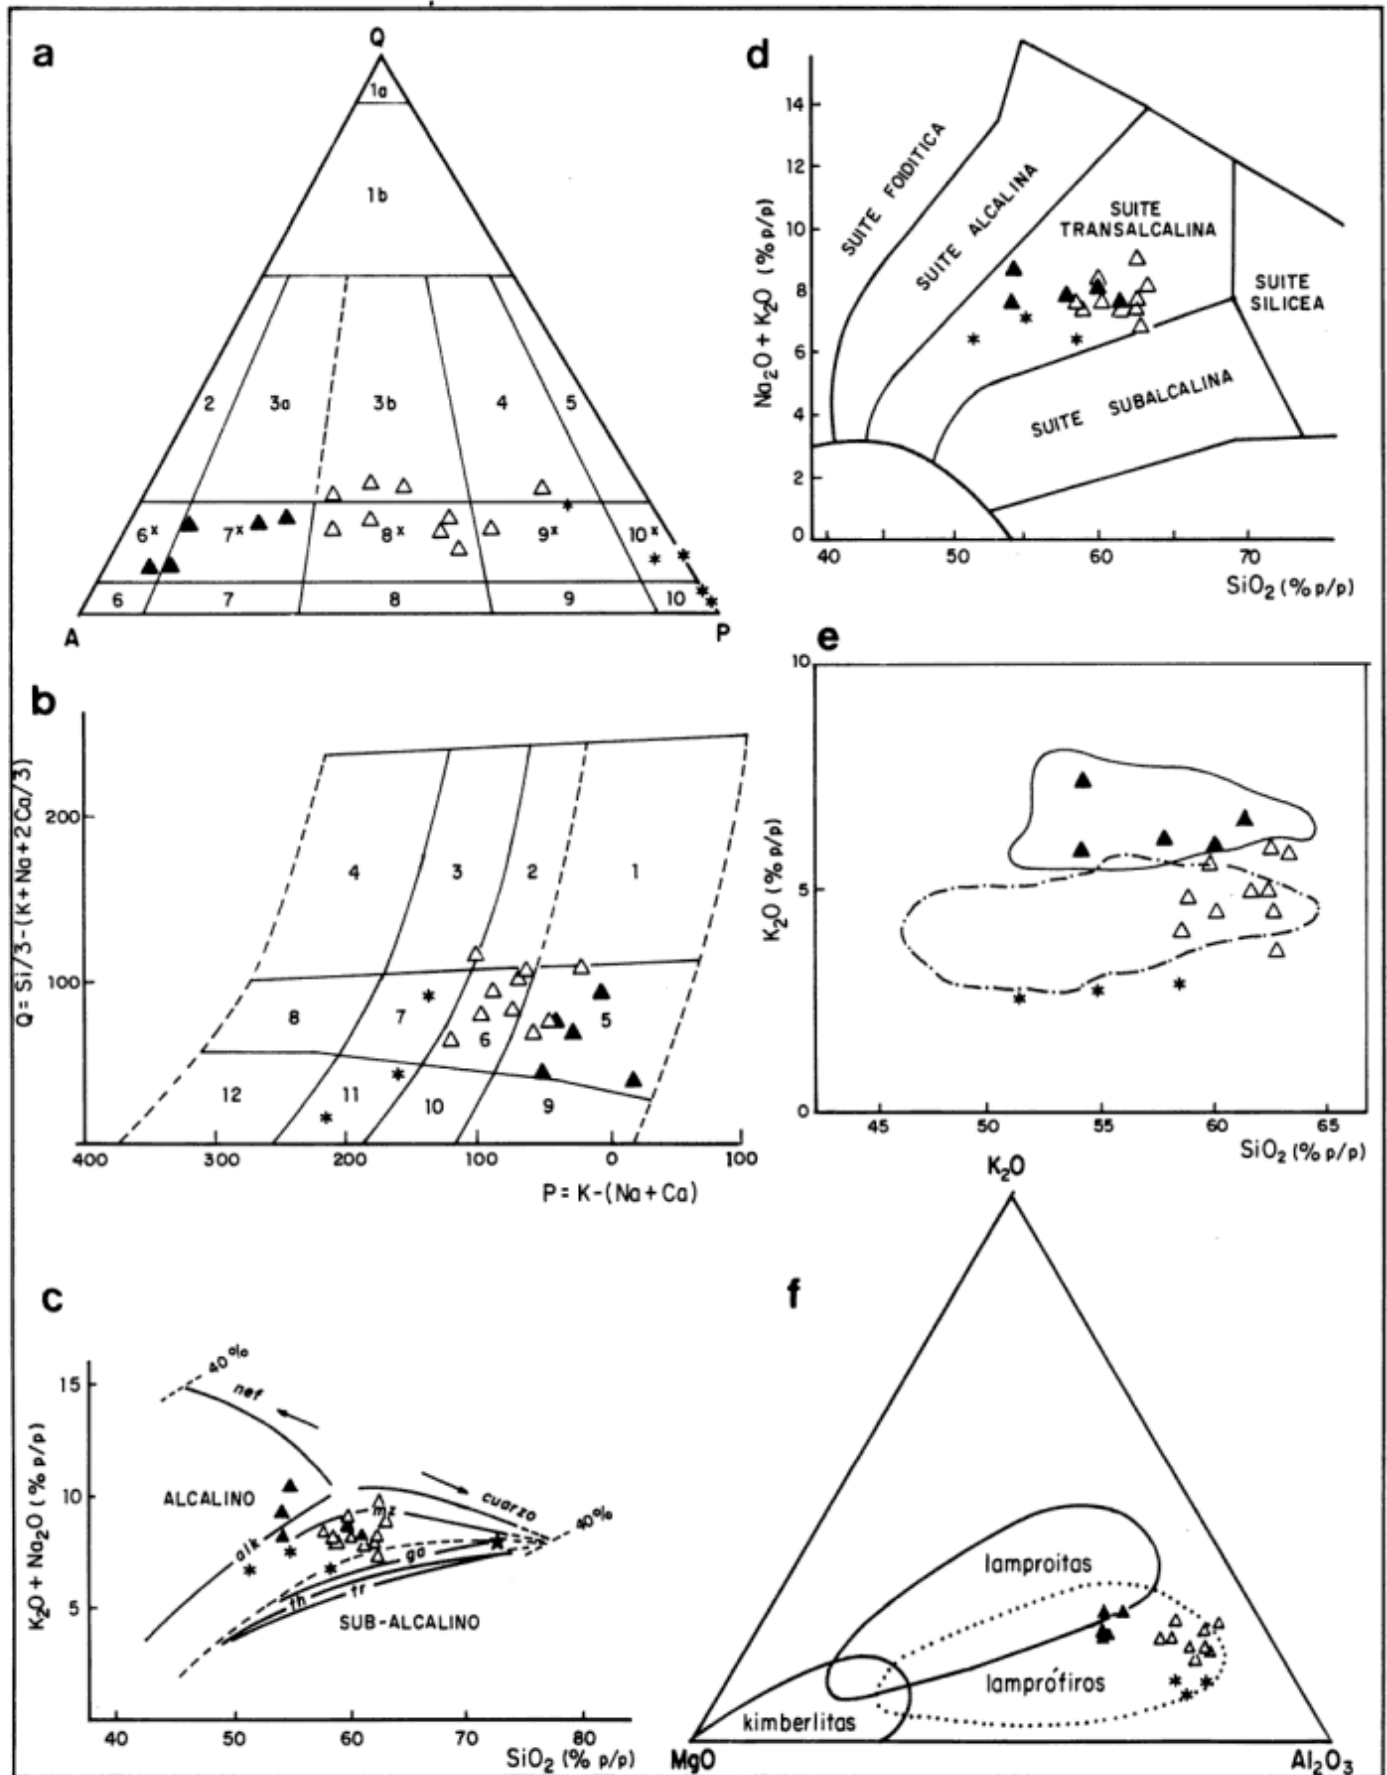 a
Q
1a
1b
2
3a
3b
4
5
6ˣ
7ˣ
8ˣ
9ˣ
10ˣ
6
7
8
9
10
A
P
b
Q = Si/3-(K+Na+2Ca/3)
200
100
4
3
2
1
8
7
6
5
12
11
10
9
400
300
200
100
0
100
P = K-(Na+Ca)
c
K₂O + Na₂O (% p/p)
15
10
5
40%
nef
ALCALINO
alk
mz
cuarzo
40%
ga
th
tr
SUB-ALCALINO
40
50
60
70
80
SiO₂ (% p/p)
d
Na₂O + K₂O (% p/p)
14
12
10
8
6
4
2
0
SUITE FOIDITICA
SUITE ALCALINA
SUITE
TRANSALCALINA
SUITE
SILICEA
SUITE SUBALCALINA
40
50
60
70
SiO₂ (% p/p)
e
K₂O (% p/p)
10
5
0
45
50
55
60
65
SiO₂ (% p/p)
f
K₂O
lamproitas
lamprófiros
kimberlitas
MgO
Al₂O₃